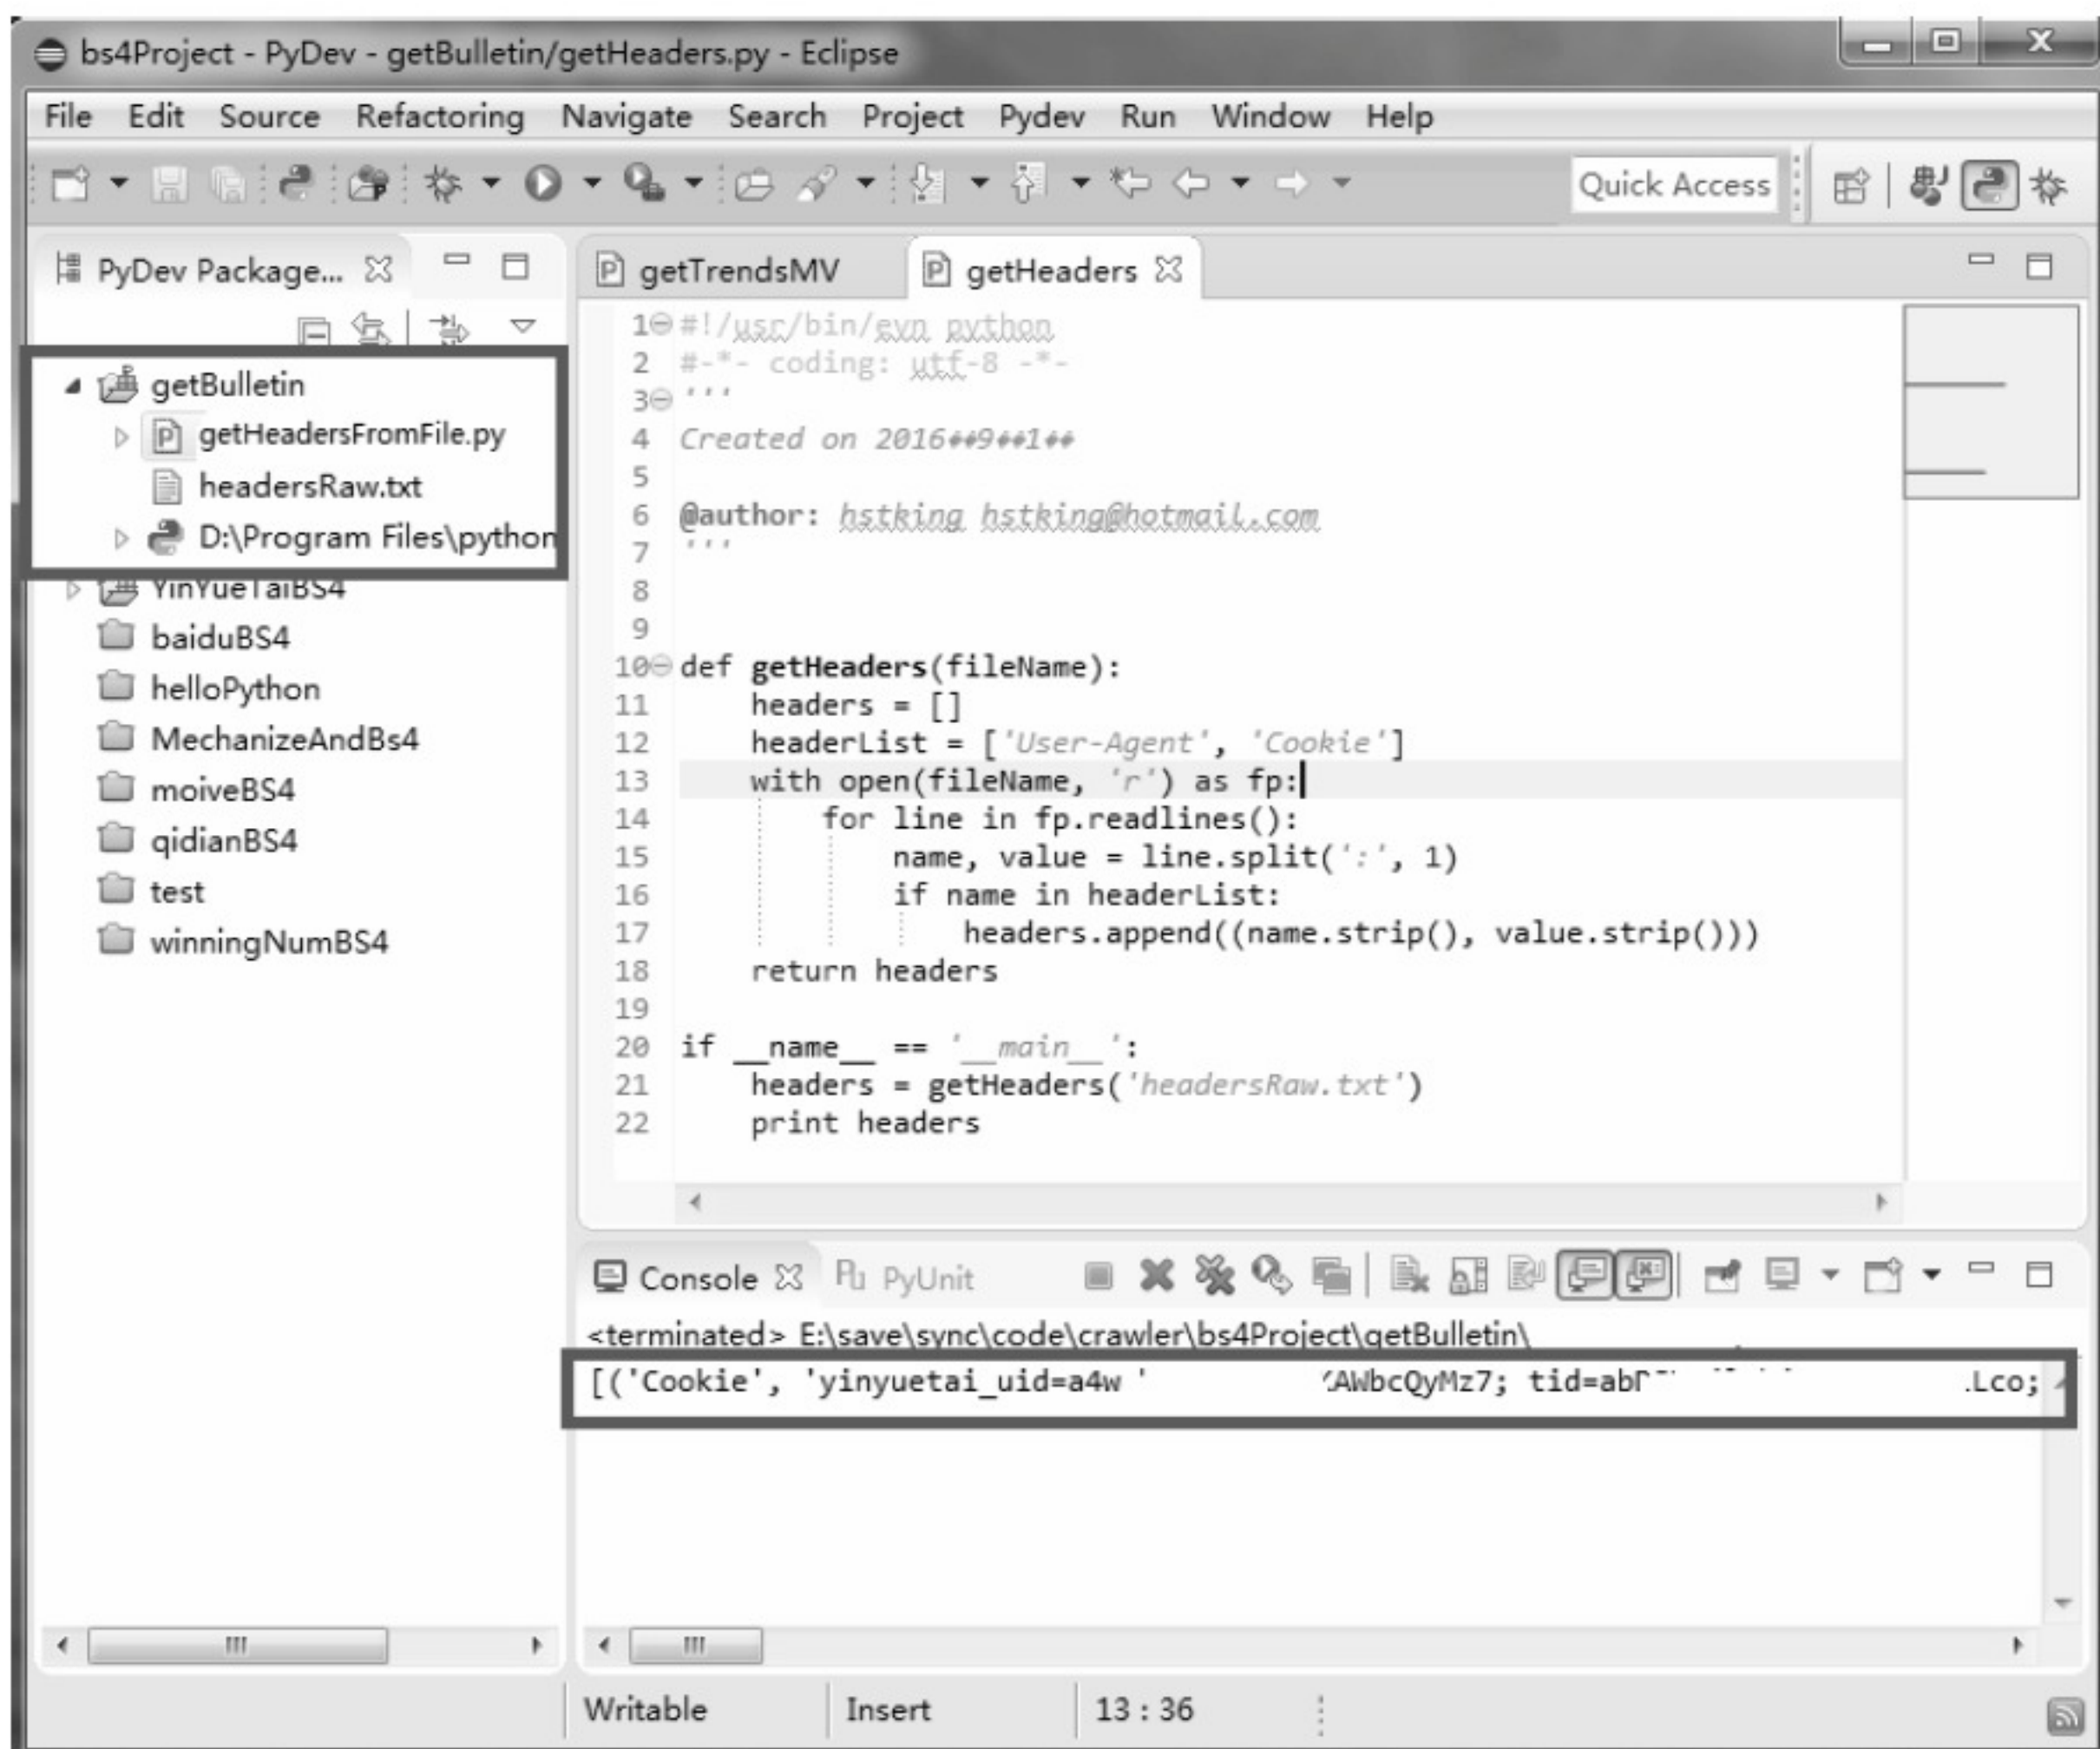 bs4Project - PyDev - getBulletin/getHeaders.py - Eclipse
File Edit Source Refactoring Navigate Search Project Pydev Run Window Help
Quick Access
PyDev Package...
getBulletin
getHeadersFromFile.py
headersRaw.txt
D:\Program Files\python
YinYueTaiBS4
baiduBS4
helloPython
MechanizeAndBs4
moiveBS4
qidianBS4
test
winningNumBS4
getTrendsMV getHeaders
1 #!/usr/bin/evn python
2 #-*- coding: utf-8 -*-
3 '''
4 Created on 2016��9��1��
5
6 @author: hstking hstking@hotmail.com
7 '''
8
9
10 def getHeaders(fileName):
11     headers = []
12     headerList = ['User-Agent', 'Cookie']
13     with open(fileName, 'r') as fp:
14         for line in fp.readlines():
15             name, value = line.split(':', 1)
16             if name in headerList:
17                 headers.append((name.strip(), value.strip()))
18     return headers
19
20 if __name__ == '__main__':
21     headers = getHeaders('headersRaw.txt')
22     print headers
Console PyUnit
<terminated> E:\save\sync\code\crawler\bs4Project\getBulletin\
[('Cookie', 'yinyuetai_uid=a4w AWbcQyMz7; tid=ab .Lco;
Writable Insert 13 : 36